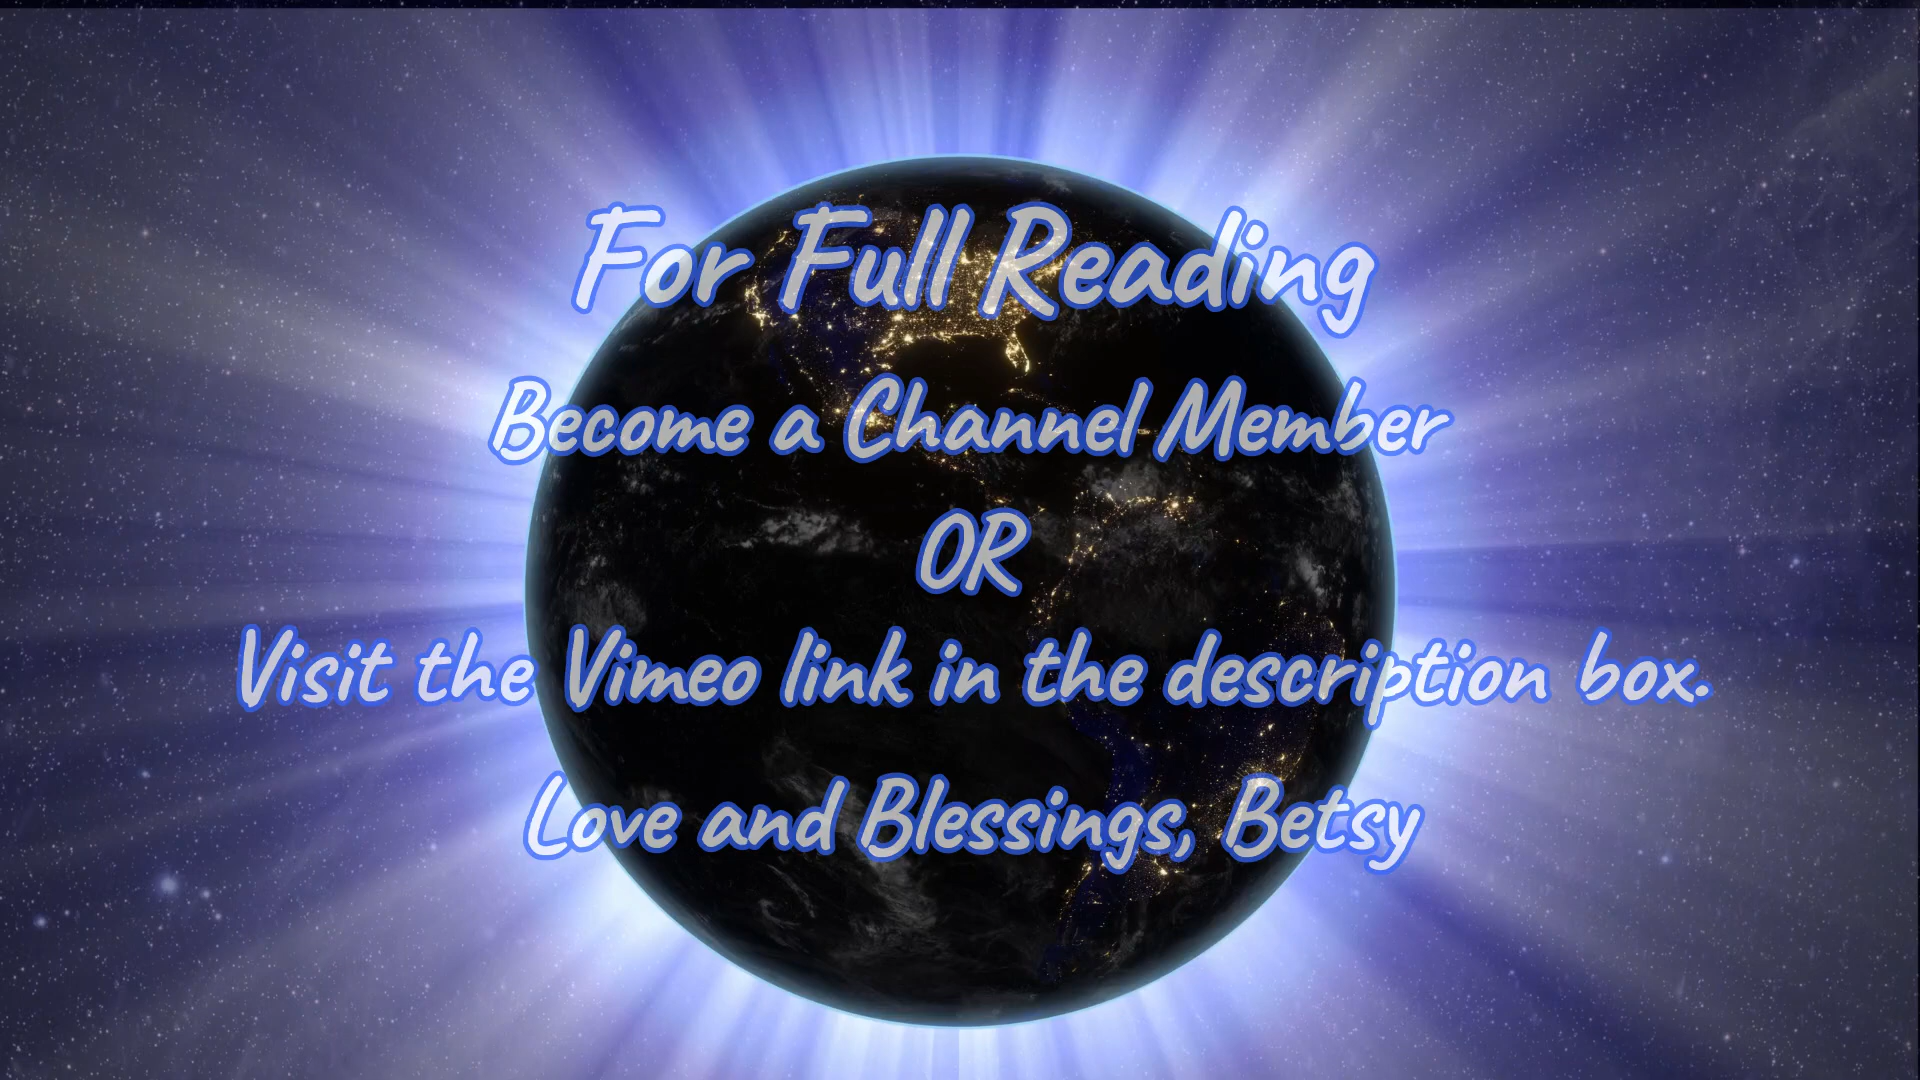 For Full Reading
Become a Channel Member
OR
Visit the Vimeo link in the description box.
Love and Blessings, Betsy